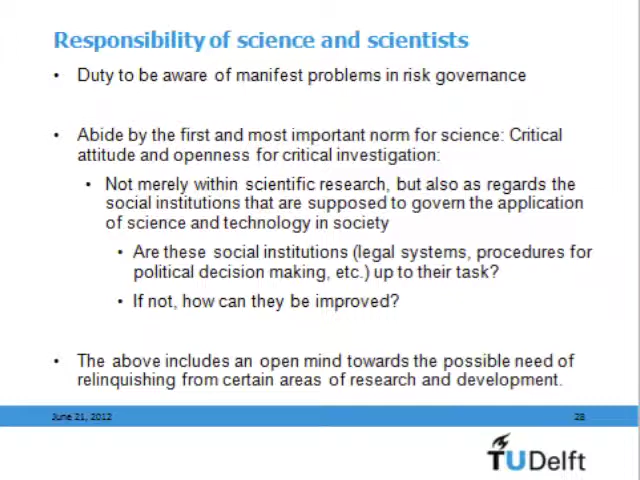 Responsibility of science and scientists
• Duty to be aware of manifest problems in risk governance
• Abide by the first and most important norm for science: Critical
attitude and openness for critical investigation:
• Not merely within scientific research, but also as regards the
social institutions that are supposed to govern the application
of science and technology in society
• Are these social institutions (legal systems, procedures for
political decision making, etc.) up to their task?
• If not, how can they be improved?
• The above includes an open mind towards the possible need of
relinquishing from certain areas of research and development.
June 21, 2012 28
TUDelft